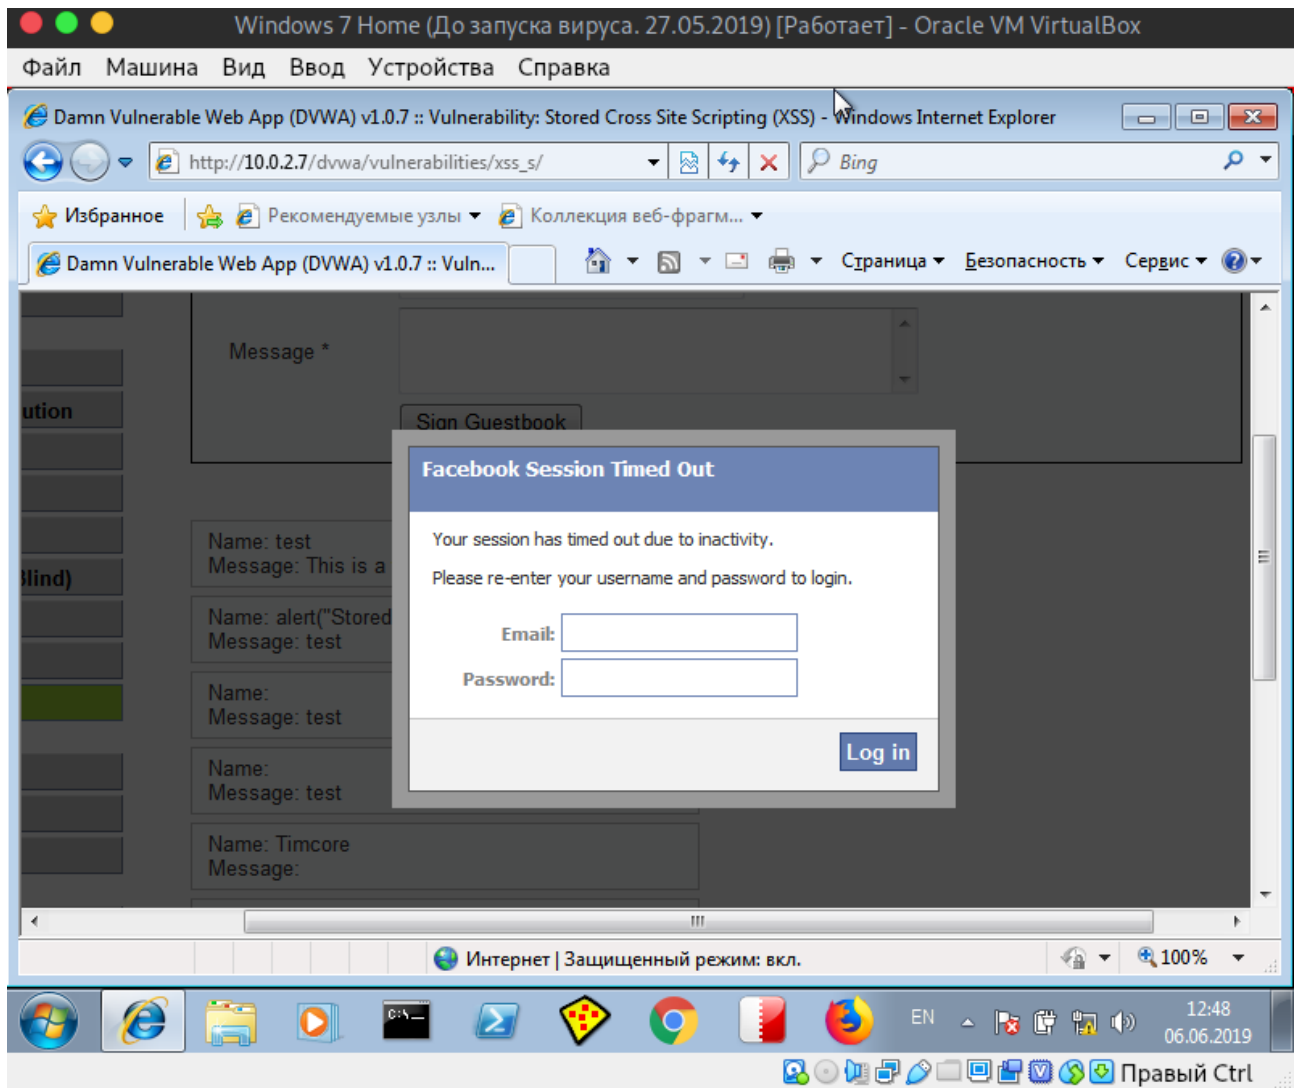 Windows 7 Home (До запуска вируса. 27.05.2019) [Работает] - Oracle VM VirtualBox
Файл Машина Вид Ввод Устройства Справка
Damn Vulnerable Web App (DVWA) v1.0.7 :: Vulnerability: Stored Cross Site Scripting (XSS) - Windows Internet Explorer
http://10.0.2.7/dvwa/vulnerabilities/xss_s/ Bing
Избранное Рекомендуемые узлы Коллекция веб-фрагм...
Damn Vulnerable Web App (DVWA) v1.0.7 :: Vuln... Страница Безопасность Сервис
Message *
ution
Sign Guestbook
Facebook Session Timed Out
Your session has timed out due to inactivity.
Please re-enter your username and password to login.
Email:
Password:
Log in
Name: test
Message: This is a
Blind)
Name: alert("Stored
Message: test
Name:
Message: test
Name:
Message: test
Name: Timcore
Message:
Интернет | Защищенный режим: вкл. 100%
C:\_
EN 12:48
06.06.2019
Правый Ctrl